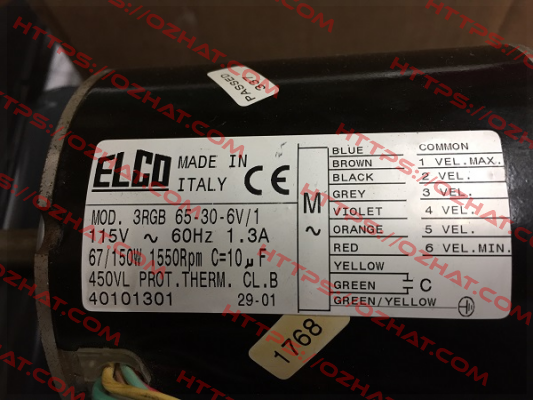 PASSED
337
ELCO MADE IN ITALY CE
MOD. 3RGB 65-30-6V/1
115V ~ 60Hz 1.3A
67/150W 1550Rpm C=10µF
450VL PROT.THERM. CL.B
40101301 29-01
M ~
BLUE COMMON
BROWN 1 VEL.MAX.
BLACK 2 VEL.
GREY 3 VEL.
VIOLET 4 VEL.
ORANGE 5 VEL.
RED 6 VEL.MIN.
YELLOW
GREEN C
GREEN/YELLOW
1768
HTTPS://OZHAT.COM